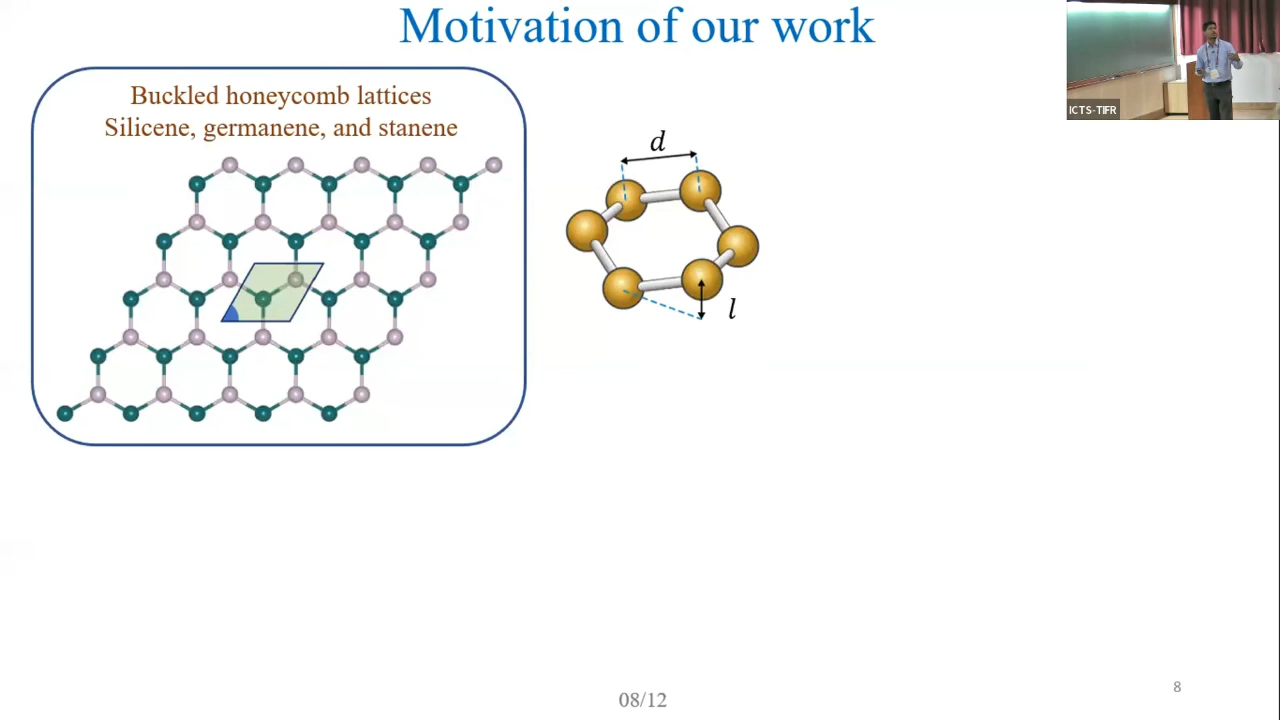 Motivation of our work
Buckled honeycomb lattices
Silicene, germanene, and stanene
d
l
ICTS-TIFR
08/12
8